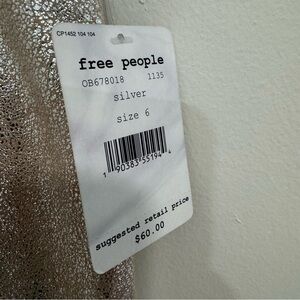 CP1452 104 104
free people
OB678018 1135
silver
size 6
1 90383 55194 4
suggested retail price
$60.00